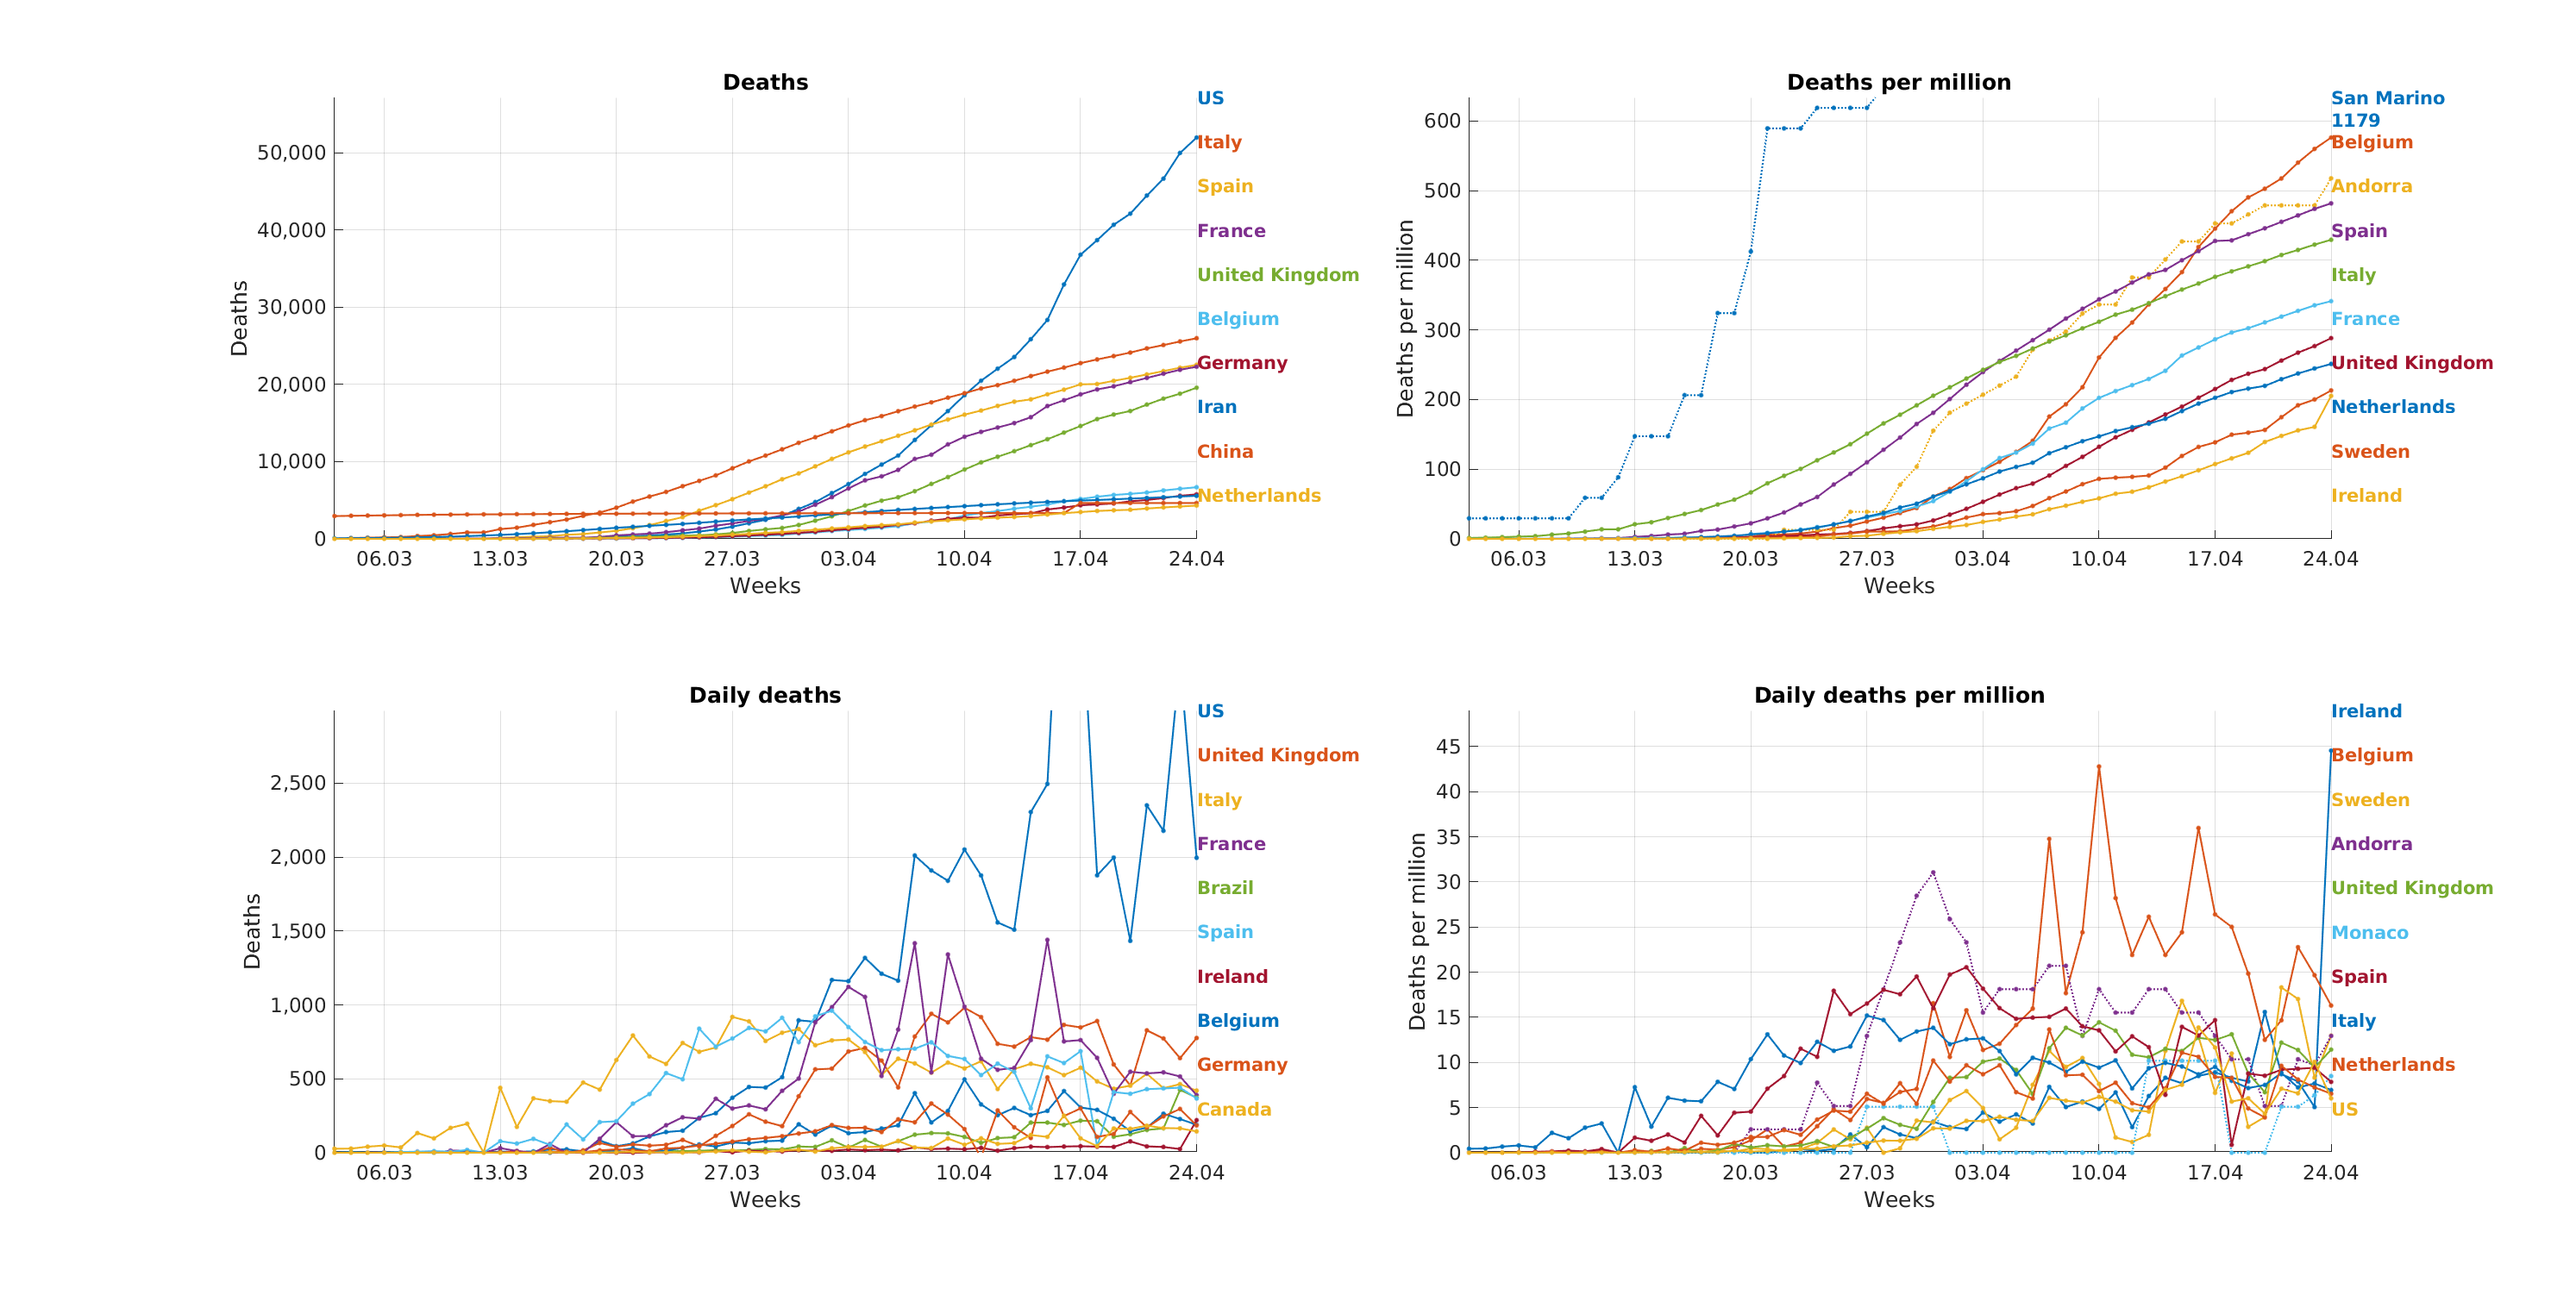 Deaths
Deaths
50,000
40,000
30,000
20,000
10,000
0
06.03 13.03 20.03 27.03 03.04 10.04 17.04 24.04
Weeks
US
Italy
Spain
France
United Kingdom
Belgium
Germany
Iran
China
Netherlands
Deaths per million
Deaths per million
600
500
400
300
200
100
0
06.03 13.03 20.03 27.03 03.04 10.04 17.04 24.04
Weeks
San Marino
1179
Belgium
Andorra
Spain
Italy
France
United Kingdom
Netherlands
Sweden
Ireland
Daily deaths
Deaths
2,500
2,000
1,500
1,000
500
0
06.03 13.03 20.03 27.03 03.04 10.04 17.04 24.04
Weeks
US
United Kingdom
Italy
France
Brazil
Spain
Ireland
Belgium
Germany
Canada
Daily deaths per million
Deaths per million
45
40
35
30
25
20
15
10
5
0
06.03 13.03 20.03 27.03 03.04 10.04 17.04 24.04
Weeks
Ireland
Belgium
Sweden
Andorra
United Kingdom
Monaco
Spain
Italy
Netherlands
US